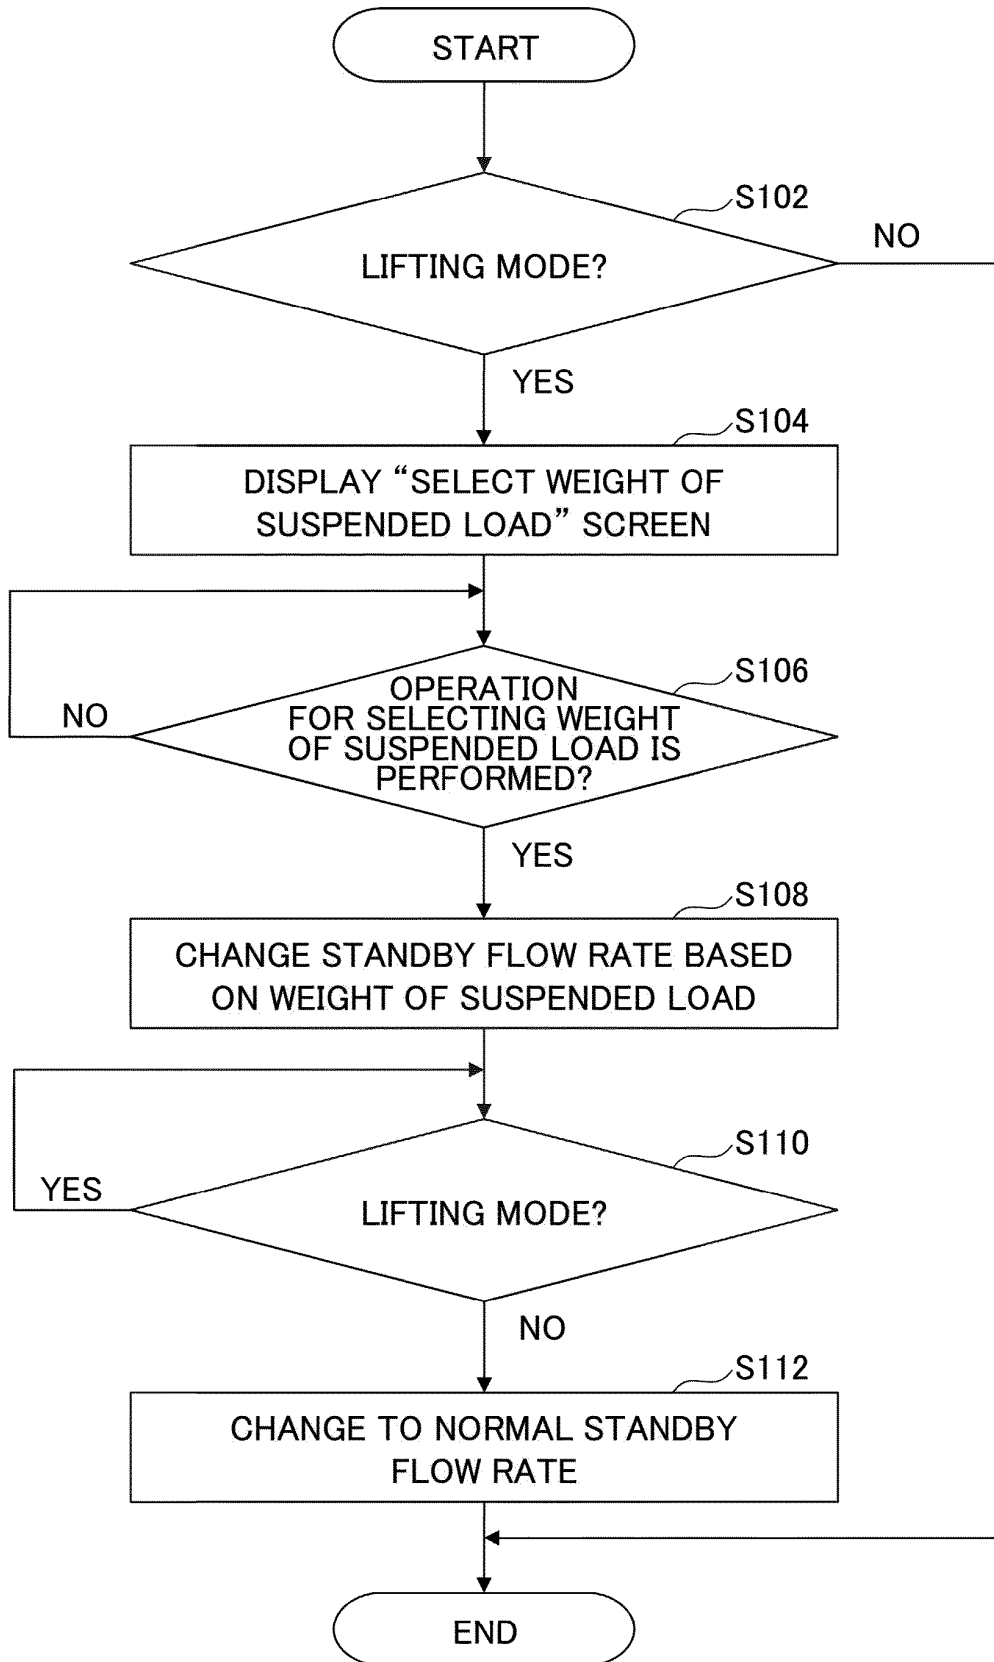 START
S102
NO
LIFTING MODE?
YES
S104
DISPLAY “SELECT WEIGHT OF
SUSPENDED LOAD” SCREEN
S106
OPERATION
FOR SELECTING WEIGHT
OF SUSPENDED LOAD IS
PERFORMED?
NO
YES
S108
CHANGE STANDBY FLOW RATE BASED
ON WEIGHT OF SUSPENDED LOAD
S110
YES
LIFTING MODE?
NO
S112
CHANGE TO NORMAL STANDBY
FLOW RATE
END